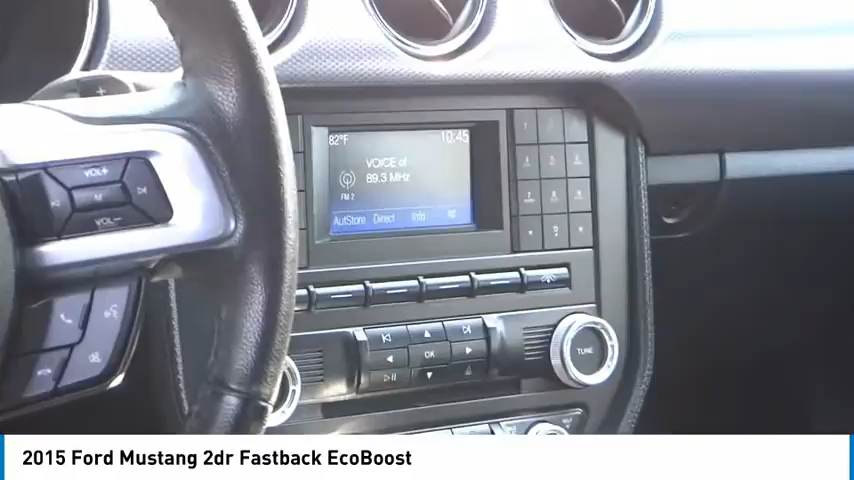 82°F
10:45
VOICE of
89.3 MHz
FM 2
AutStore Direct Info
VOL+
M
VOL-
OK
TUNE
2015 Ford Mustang 2dr Fastback EcoBoost